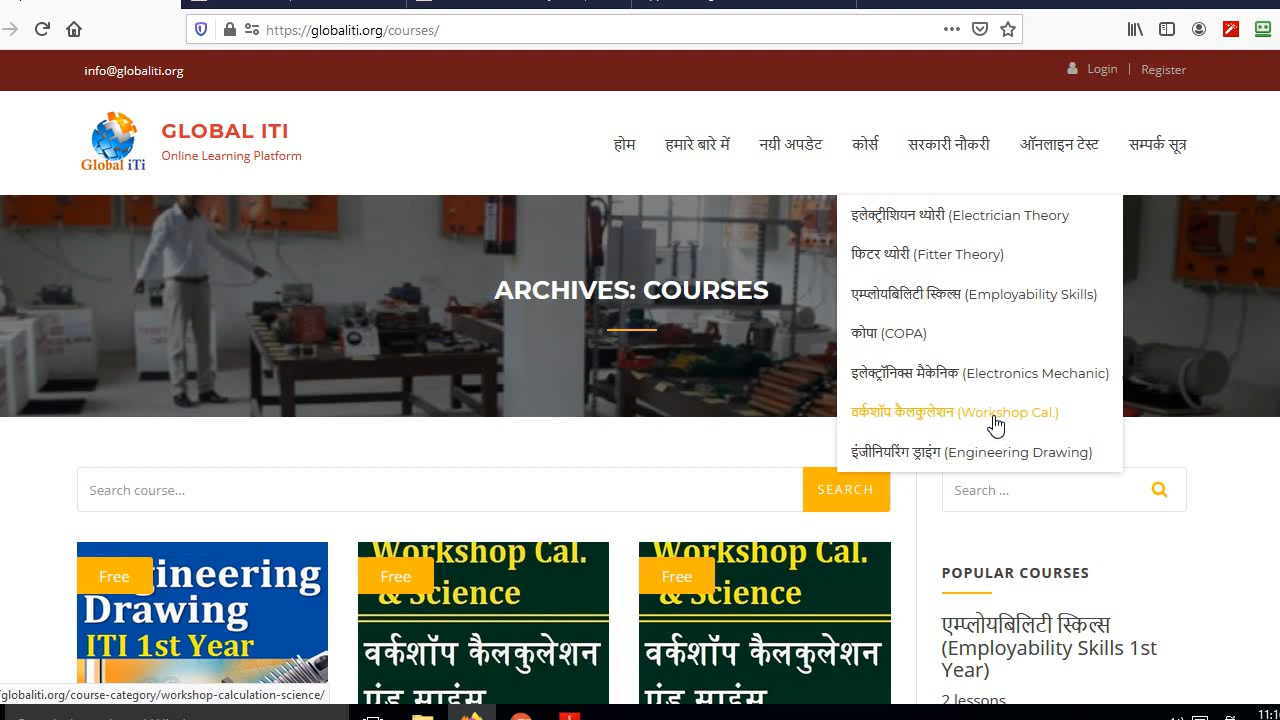 https://globaliti.org/courses/
info@globaliti.org
Login
Register
GLOBAL ITI
Online Learning Platform
Global iTi
होम
हमारे बारे में
नयी अपडेट
कोर्स
सरकारी नौकरी
ऑनलाइन टेस्ट
सम्पर्क सूत्र
इलेक्ट्रीशियन थ्योरी (Electrician Theory
फिटर थ्योरी (Fitter Theory)
एम्प्लोयबिलिटी स्किल्स (Employability Skills)
कोपा (COPA)
इलेक्ट्रॉनिक्स मैकेनिक (Electronics Mechanic)
वर्कशॉप कैलकुलेशन (Workshop Cal.)
इंजीनियरिंग ड्राइंग (Engineering Drawing)
ARCHIVES: COURSES
Search course...
SEARCH
Search ...
Free
gineering
Drawing
ITI 1st Year
Workshop Cal.
Free
& Science
वर्कशॉप कैलकुलेशन
एंड साइंस
Workshop Cal.
Free
& Science
वर्कशॉप कैलकुलेशन
एंड साइंस
POPULAR COURSES
एम्प्लोयबिलिटी स्किल्स
(Employability Skills 1st
Year)
2 lessons
/globaliti.org/course-category/workshop-calculation-science/